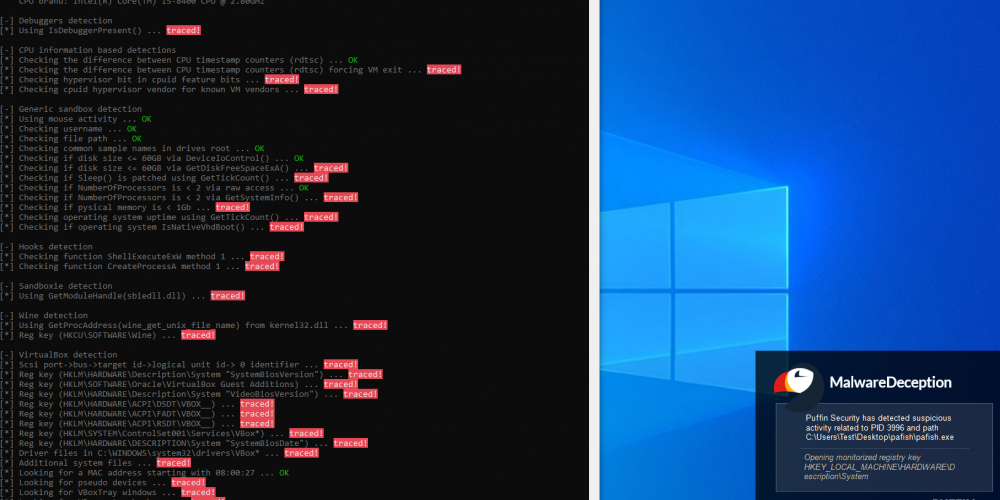 CPU brand: Intel(R) Core(TM) i5-8400 CPU @ 2.80GHz
[-] Debuggers detection
[*] Using IsDebuggerPresent() ... traced!
[-] CPU information based detections
[*] Checking the difference between CPU timestamp counters (rdtsc) ... OK
[*] Checking the difference between CPU timestamp counters (rdtsc) forcing VM exit ... traced!
[*] Checking hypervisor bit in cpuid feature bits ... traced!
[*] Checking cpuid hypervisor vendor for known VM vendors ... traced!
[-] Generic sandbox detection
[*] Using mouse activity ... OK
[*] Checking username ... OK
[*] Checking file path ... OK
[*] Checking common sample names in drives root ... OK
[*] Checking if disk size <= 60GB via DeviceIoControl() ... OK
[*] Checking if disk size <= 60GB via GetDiskFreeSpaceExA() ... traced!
[*] Checking if Sleep() is patched using GetTickCount() ... traced!
[*] Checking if NumberOfProcessors is < 2 via raw access ... OK
[*] Checking if NumberOfProcessors is < 2 via GetSystemInfo() ... traced!
[*] Checking if pysical memory is < 1Gb ... traced!
[*] Checking operating system uptime using GetTickCount() ... traced!
[*] Checking if operating system IsNativeVhdBoot() ... traced!
[-] Hooks detection
[*] Checking function ShellExecuteExW method 1 ... traced!
[*] Checking function CreateProcessA method 1 ... traced!
[-] Sandboxie detection
[*] Using GetModuleHandle(sbiedll.dll) ... traced!
[-] Wine detection
[*] Using GetProcAddress(wine_get_unix_file_name) from kernel32.dll ... traced!
[*] Reg key (HKCU\SOFTWARE\Wine) ... traced!
[-] VirtualBox detection
[*] Scsi port->bus->target id->logical unit id-> 0 identifier ... traced!
[*] Reg key (HKLM\HARDWARE\Description\System "SystemBiosVersion") ... traced!
[*] Reg key (HKLM\SOFTWARE\Oracle\VirtualBox Guest Additions) ... traced!
[*] Reg key (HKLM\HARDWARE\Description\System "VideoBiosVersion") ... traced!
[*] Reg key (HKLM\HARDWARE\ACPI\DSDT\VBOX__) ... traced!
[*] Reg key (HKLM\HARDWARE\ACPI\FADT\VBOX__) ... traced!
[*] Reg key (HKLM\HARDWARE\ACPI\RSDT\VBOX__) ... traced!
[*] Reg key (HKLM\SYSTEM\ControlSet001\Services\VBox*) ... traced!
[*] Reg key (HKLM\HARDWARE\DESCRIPTION\System "SystemBiosDate") ... traced!
[*] Driver files in C:\WINDOWS\system32\drivers\VBox* ... traced!
[*] Additional system files ... traced!
[*] Looking for a MAC address starting with 08:00:27 ... OK
[*] Looking for pseudo devices ... traced!
[*] Looking for VBoxTray windows ... traced!
MalwareDeception
Puffin Security has detected suspicious
activity related to PID 3996 and path
C:\Users\Test\Desktop\pafish\pafish.exe
Opening monitorized registry key
HKEY_LOCAL_MACHINE\HARDWARE\D
escription\System